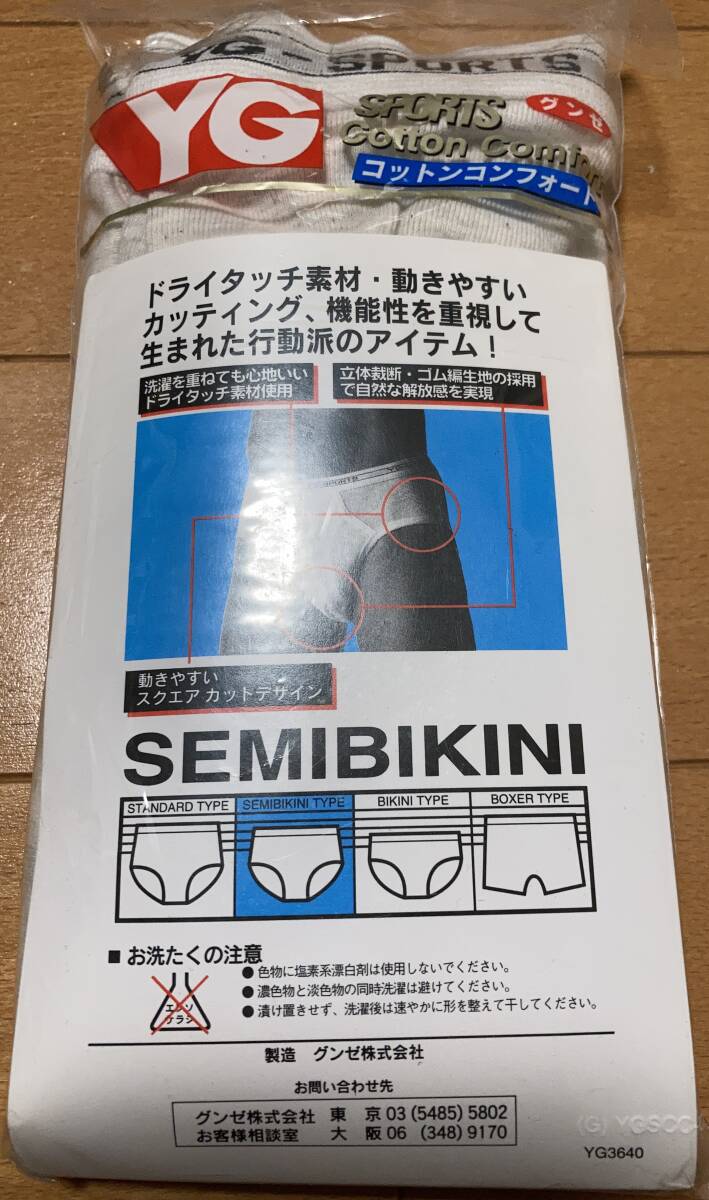 YG-SPORTS
YG
SPORTS
グンゼ
Cotton Comfort
コットンコンフォート
ドライタッチ素材・動きやすい
カッティング、機能性を重視して
生まれた行動派のアイテム！
洗濯を重ねても心地いい
ドライタッチ素材使用
立体裁断・ゴム編生地の採用
で自然な解放感を実現
動きやすい
スクエアカットデザイン
SEMIBIKINI
STANDARD TYPE
SEMIBIKINI TYPE
BIKINI TYPE
BOXER TYPE
■ お洗たくの注意
エンソ
サラシ
● 色物に塩素系漂白剤は使用しないでください。
● 濃色物と淡色物の同時洗濯は避けてください。
● 漬け置きせず、洗濯後は速やかに形を整えて干してください。
製造 グンゼ株式会社
お問い合わせ先
グンゼ株式会社 東 京 03 (5485) 5802
お客様相談室 大 阪 06 (348) 9170
YG3640